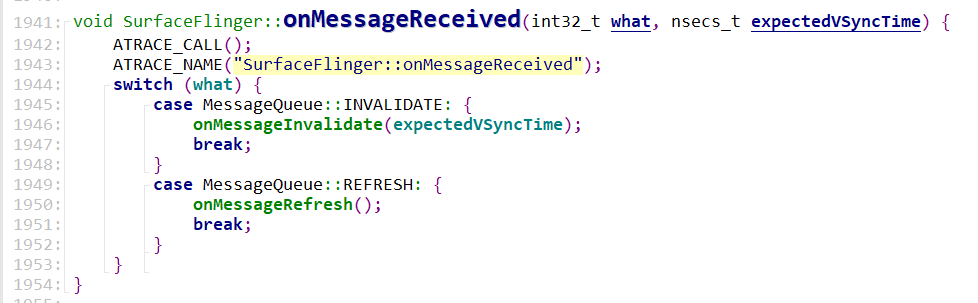 1941: void SurfaceFlinger::onMessageReceived(int32_t what, nsecs_t expectedVSyncTime) {
1942:     ATRACE_CALL();
1943:     ATRACE_NAME("SurfaceFlinger::onMessageReceived");
1944:     switch (what) {
1945:         case MessageQueue::INVALIDATE: {
1946:             onMessageInvalidate(expectedVSyncTime);
1947:             break;
1948:         }
1949:         case MessageQueue::REFRESH: {
1950:             onMessageRefresh();
1951:             break;
1952:         }
1953:     }
1954: }